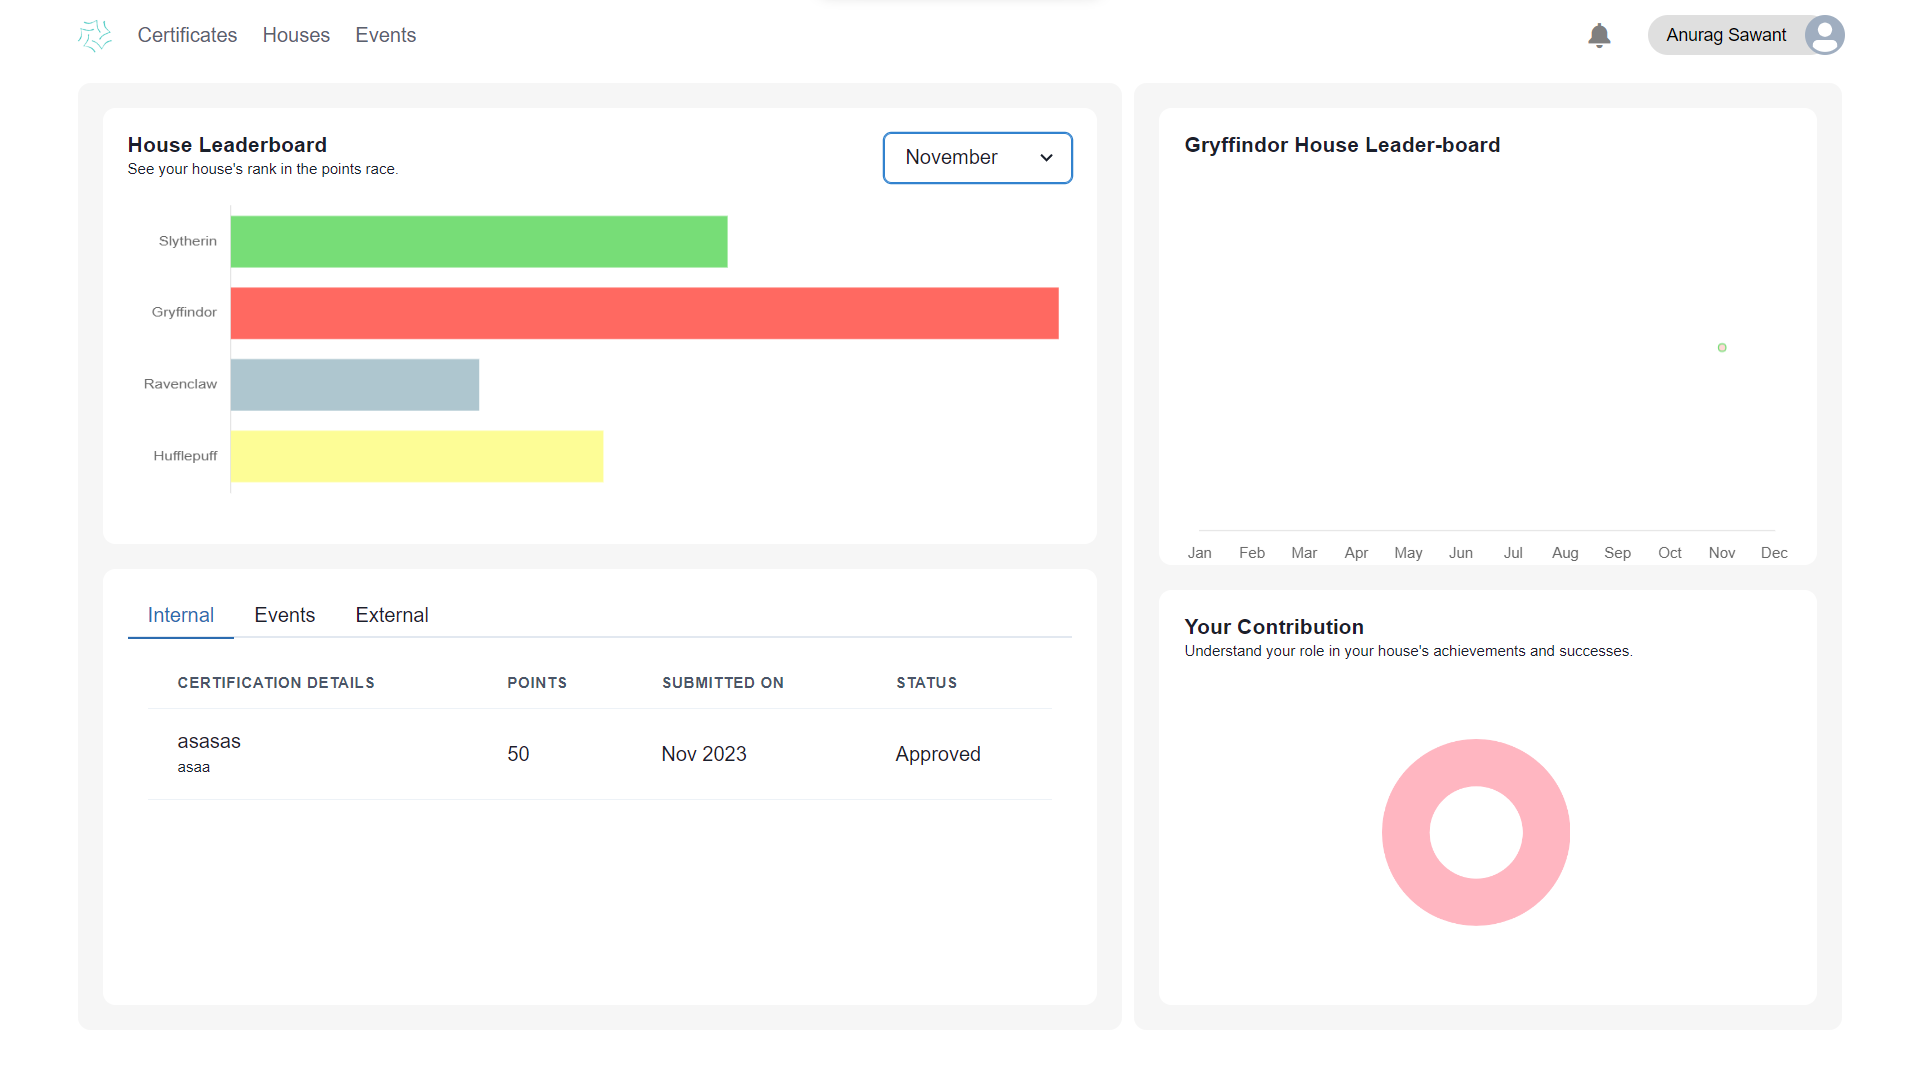 Certificates Houses Events Anurag Sawant
House Leaderboard
See your house's rank in the points race.
November
Slytherin
Gryffindor
Ravenclaw
Hufflepuff
Internal Events External
CERTIFICATION DETAILS POINTS SUBMITTED ON STATUS
asasas
asaa
50 Nov 2023 Approved
Gryffindor House Leader-board
Jan Feb Mar Apr May Jun Jul Aug Sep Oct Nov Dec
Your Contribution
Understand your role in your house's achievements and successes.